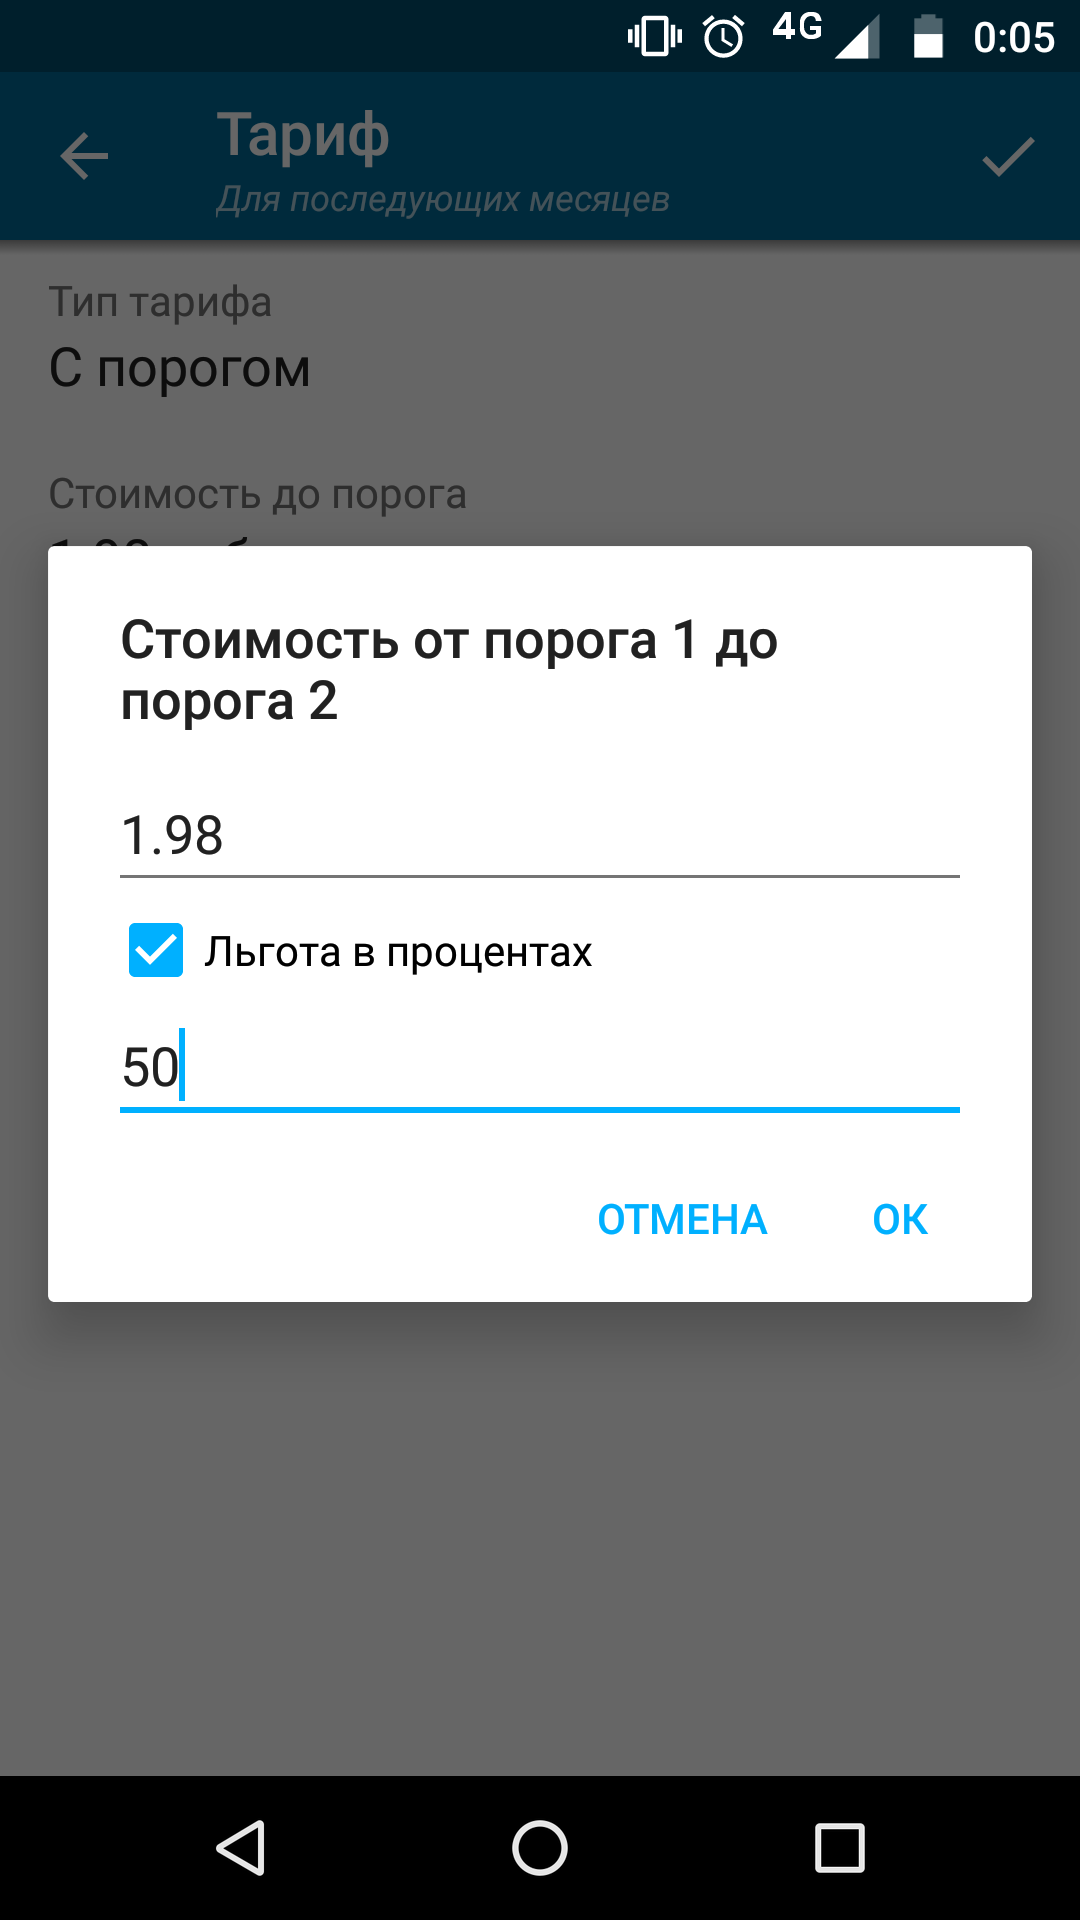 4G 0:05
Тариф
Для последующих месяцев
Тип тарифа
С порогом
Стоимость до порога
Стоимость от порога 1 до
порога 2
1.98
Льгота в процентах
50
ОТМЕНА ОК